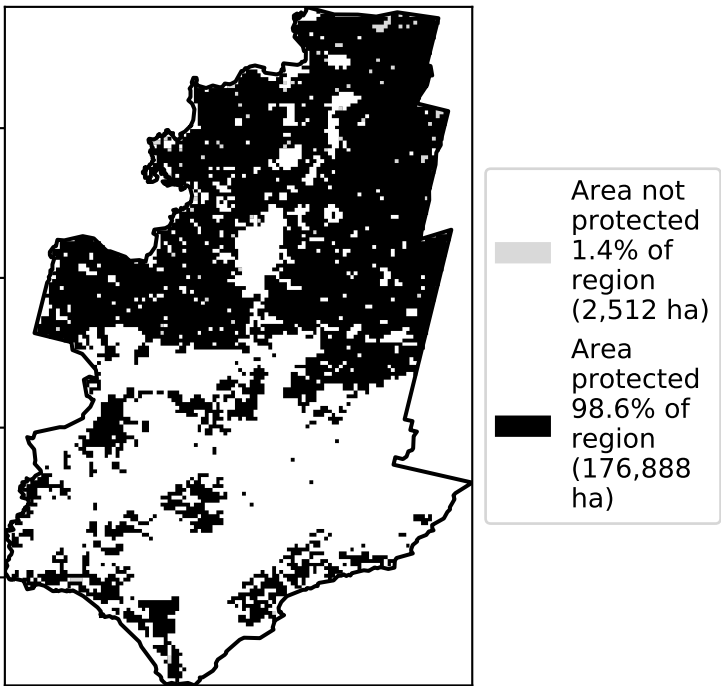 Area not
protected
1.4% of
region
(2,512 ha)
Area
protected
98.6% of
region
(176,888
ha)